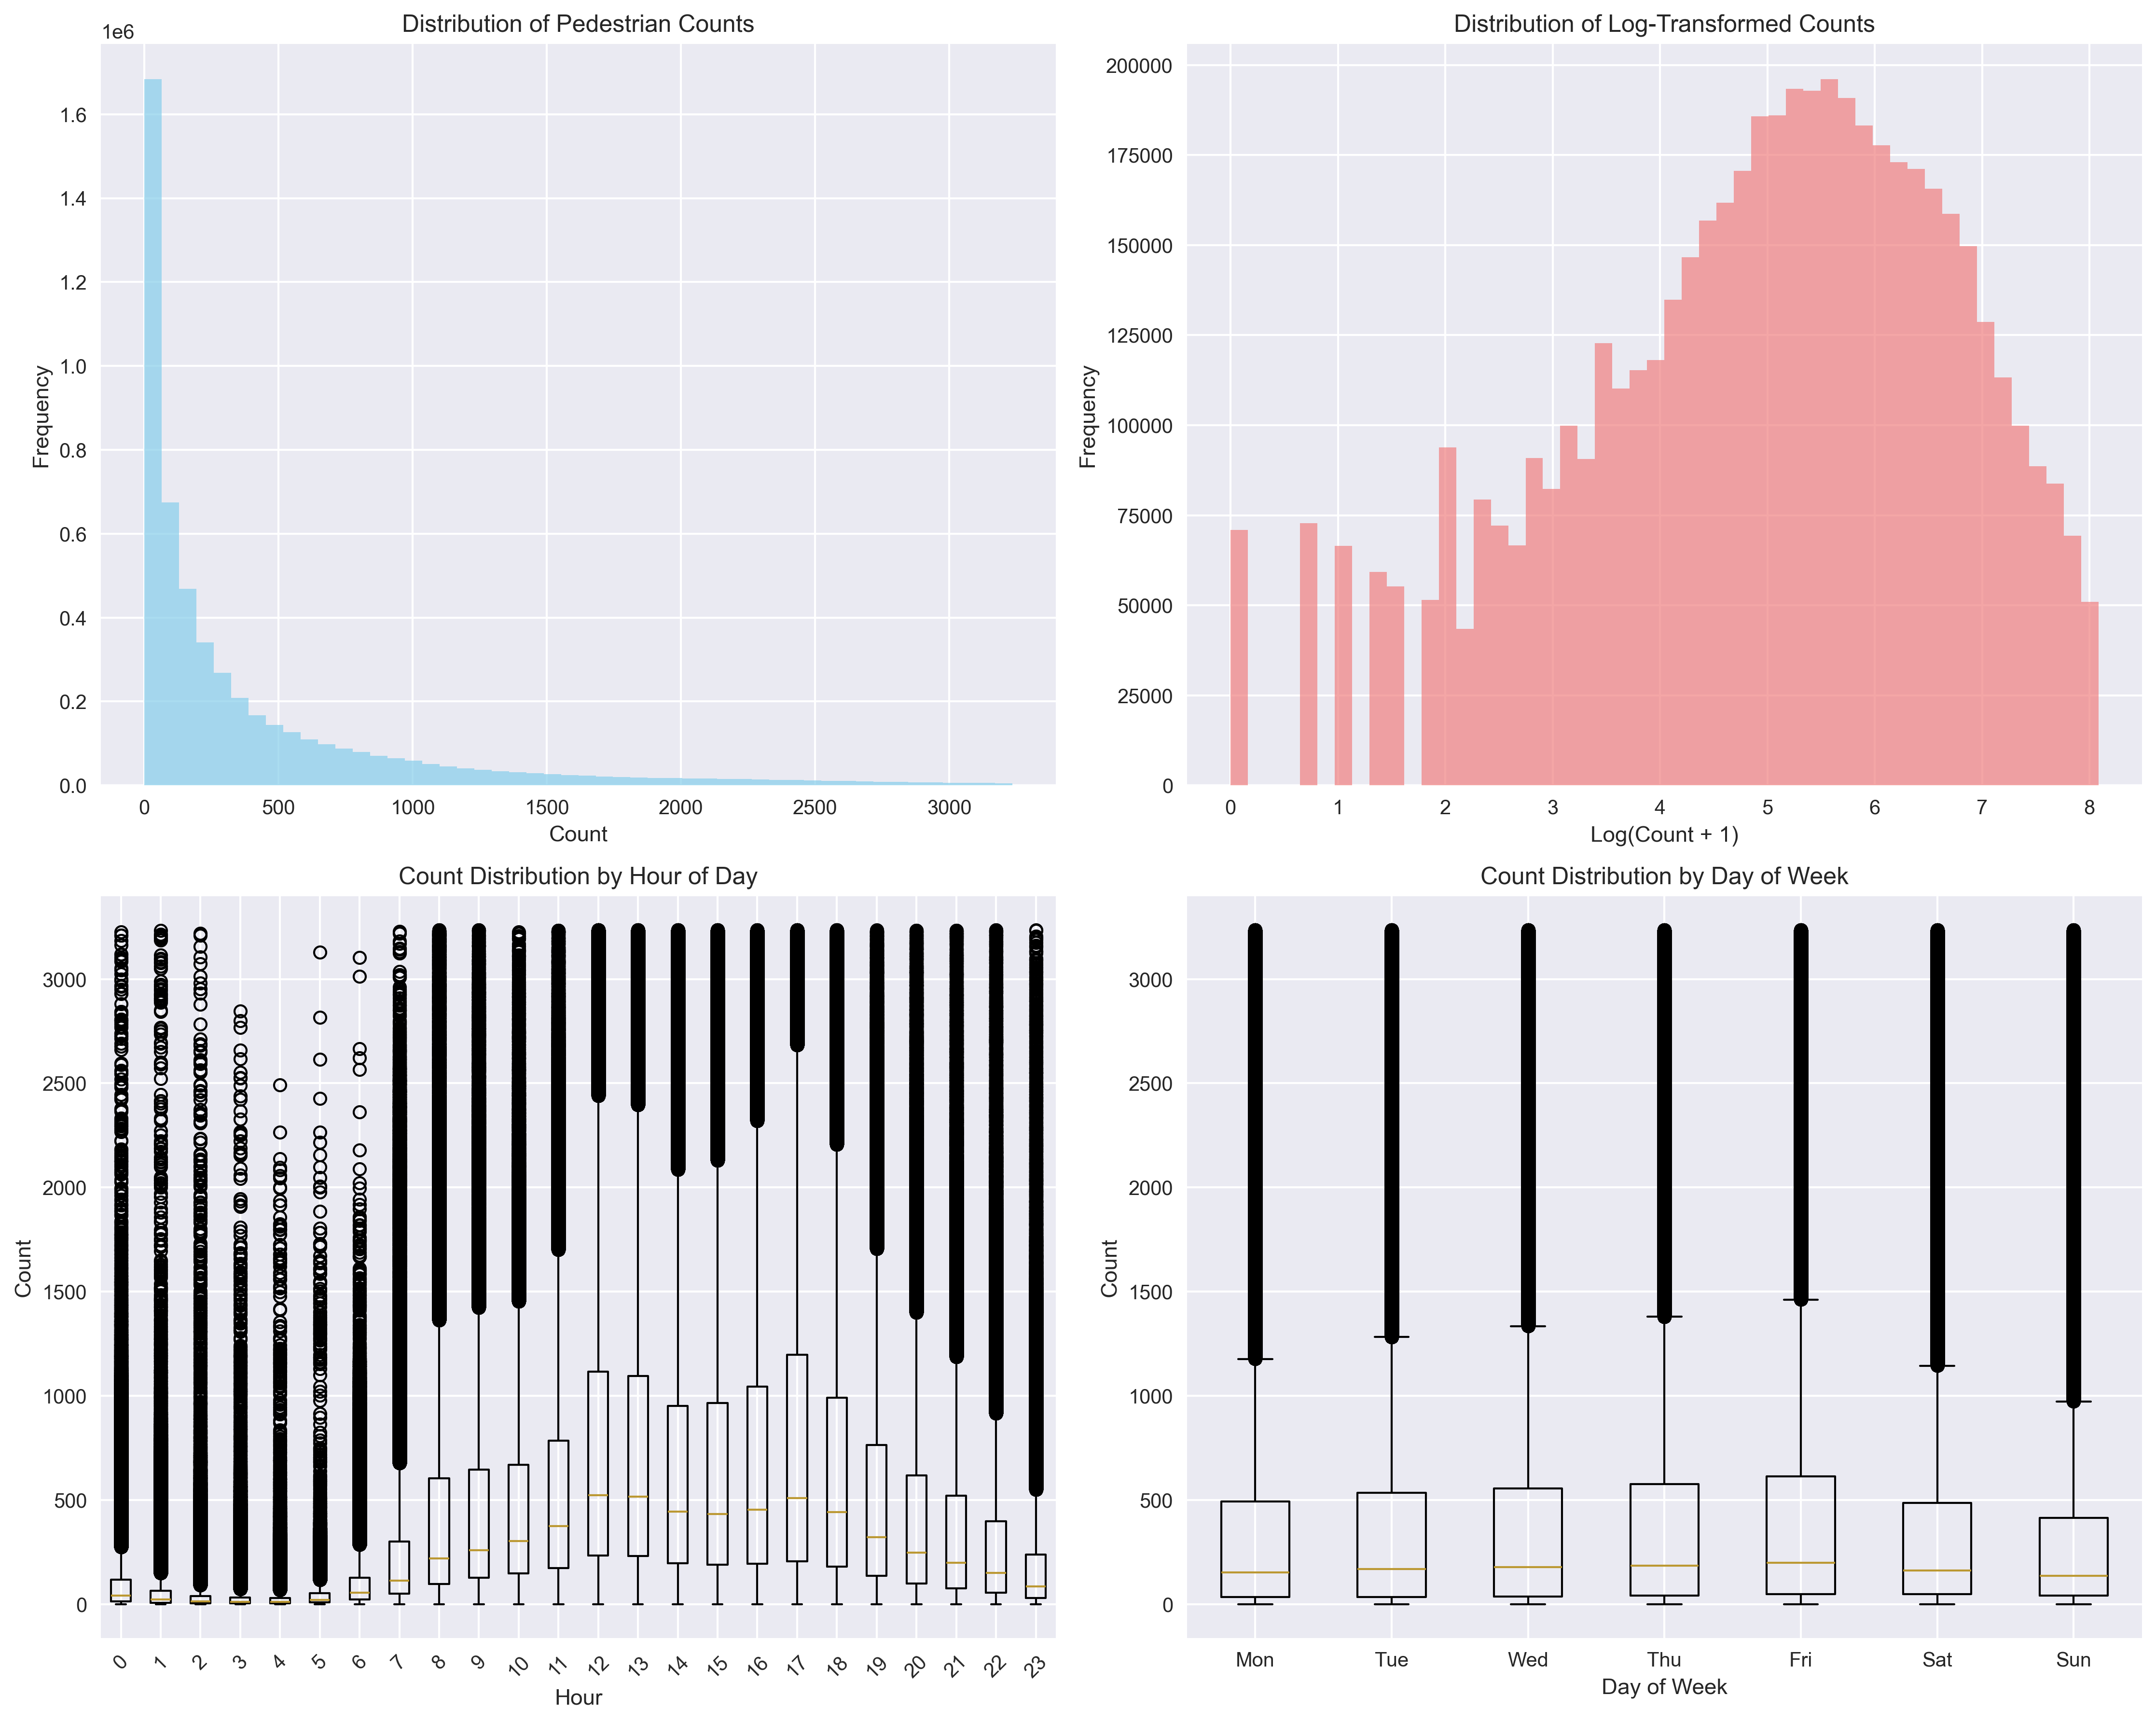 Distribution of Pedestrian Counts
1e6
1.6
1.4
1.2
1.0
0.8
0.6
0.4
0.2
0.0
Frequency
0 500 1000 1500 2000 2500 3000
Count
Distribution of Log-Transformed Counts
200000
175000
150000
125000
100000
75000
50000
25000
0
Frequency
0 1 2 3 4 5 6 7 8
Log(Count + 1)
Count Distribution by Hour of Day
3000
2500
2000
1500
1000
500
0
Count
0 1 2 3 4 5 6 7 8 9 10 11 12 13 14 15 16 17 18 19 20 21 22 23
Hour
Count Distribution by Day of Week
3000
2500
2000
1500
1000
500
0
Count
Mon Tue Wed Thu Fri Sat Sun
Day of Week